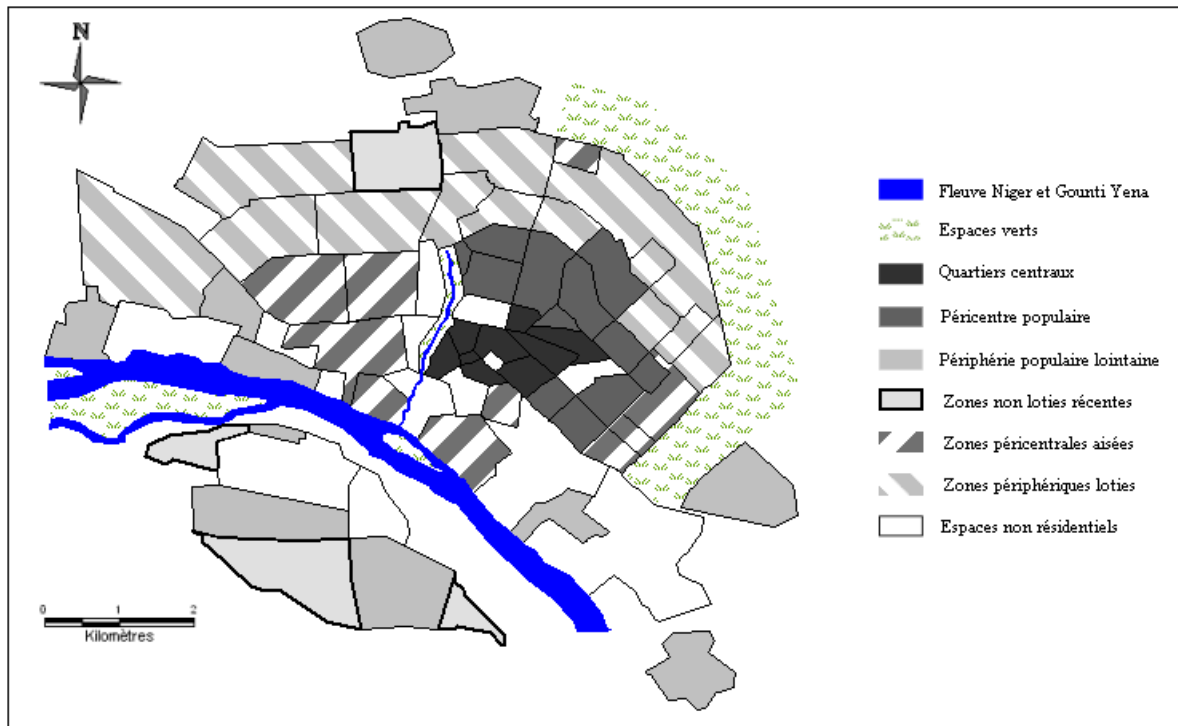 N
Fleuve Niger et Gounti Yena
Espaces verts
Quartiers centraux
Péricentre populaire
Périphérie populaire lointaine
Zones non loties récentes
Zones péricentrales aisées
Zones périphériques loties
Espaces non résidentiels
0 1 2
Kilomètres